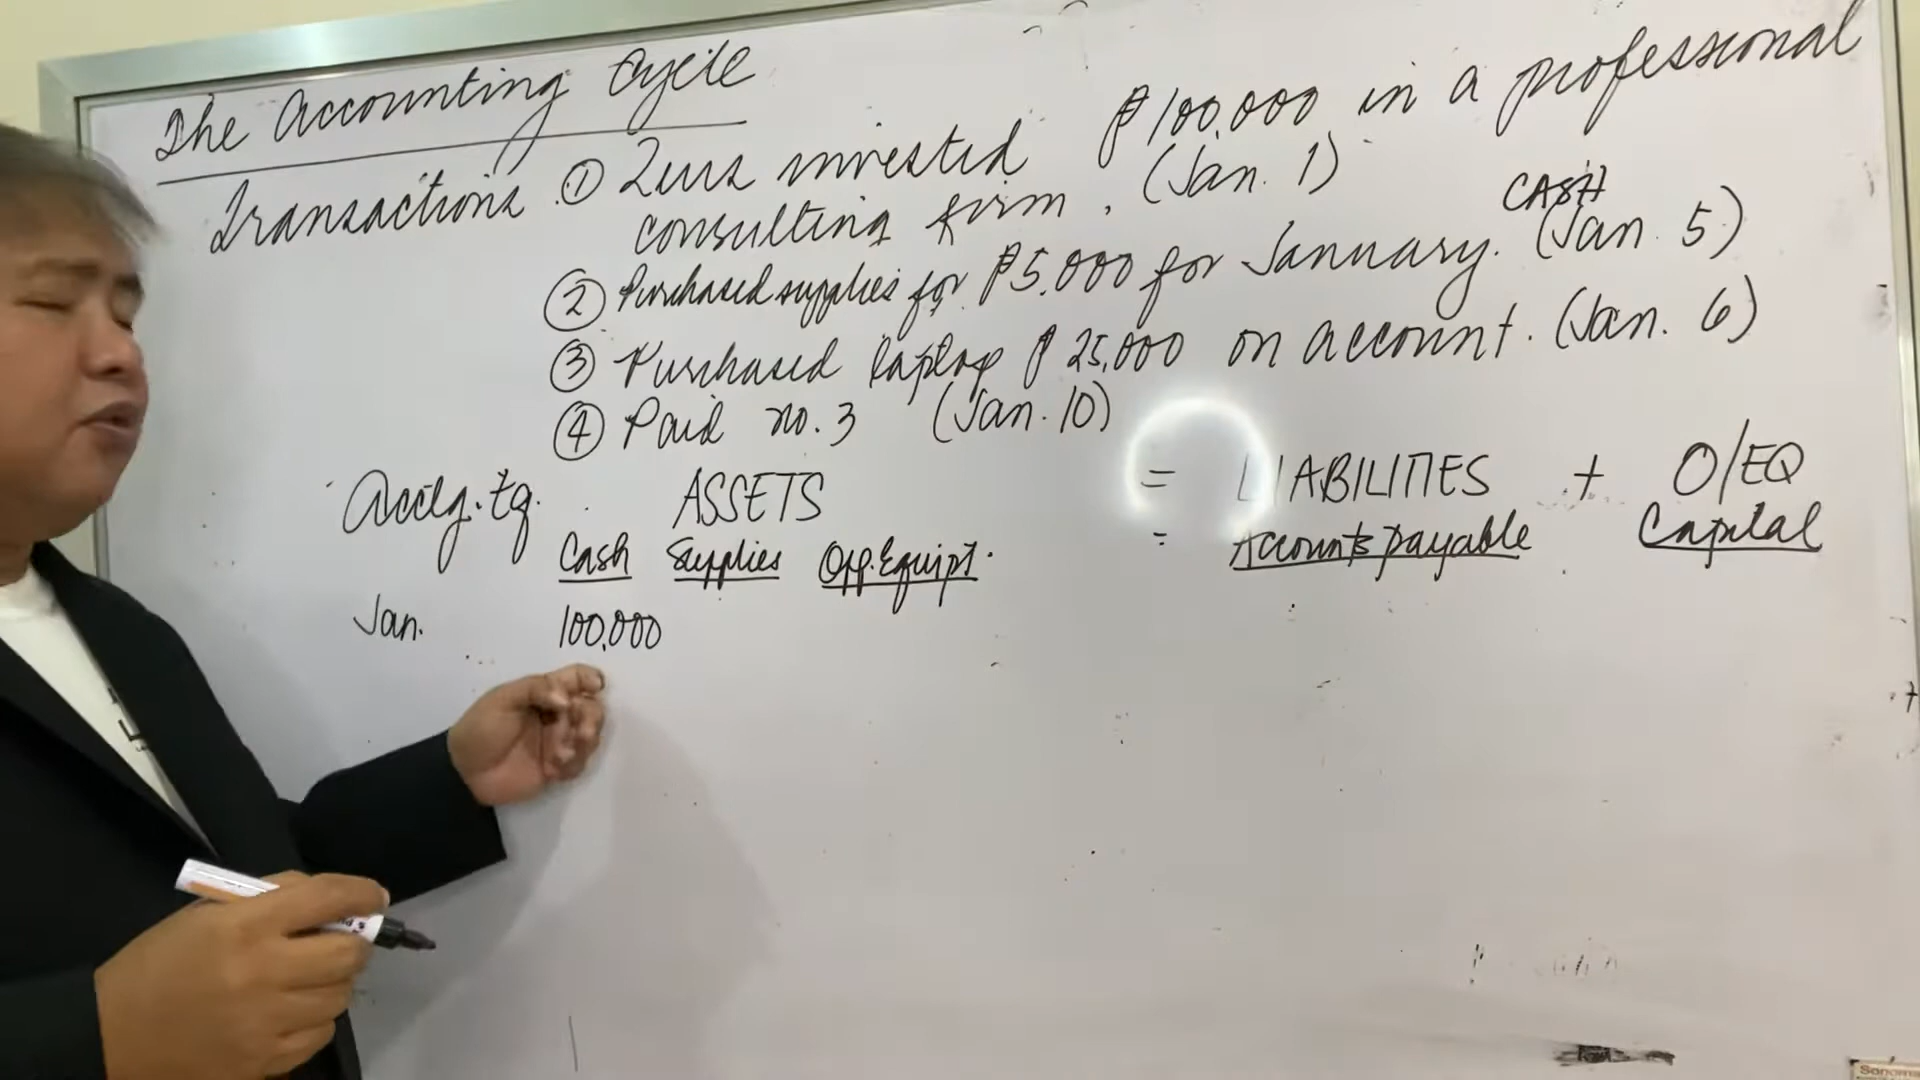 The Accounting Cycle
Transactions ① Zeus invested ₱100,000 in a professional
consulting firm. (Jan. 1)
CASH
② Purchased supplies for ₱5,000 for January. (Jan. 5)
③ Purchased laptop ₱25,000 on account. (Jan. 6)
④ Paid no. 3 (Jan. 10)
Acctg. Eq. ASSETS = LIABILITIES + O/EQ
Cash Supplies Opp. Equipt. = Accounts payable Capital
Jan. 100,000